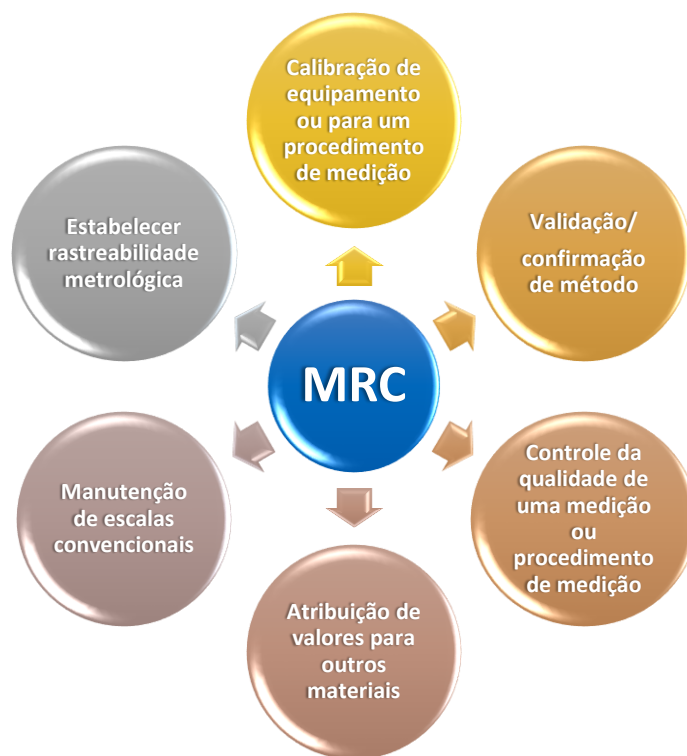 Calibração de
equipamento
ou para um
procedimento
de medição
Validação/
confirmação
de método
Controle da
qualidade de
uma medição
ou
procedimento
de medição
Atribuição de
valores para
outros
materiais
Manutenção
de escalas
convencionais
Estabelecer
rastreabilidade
metrológica
MRC